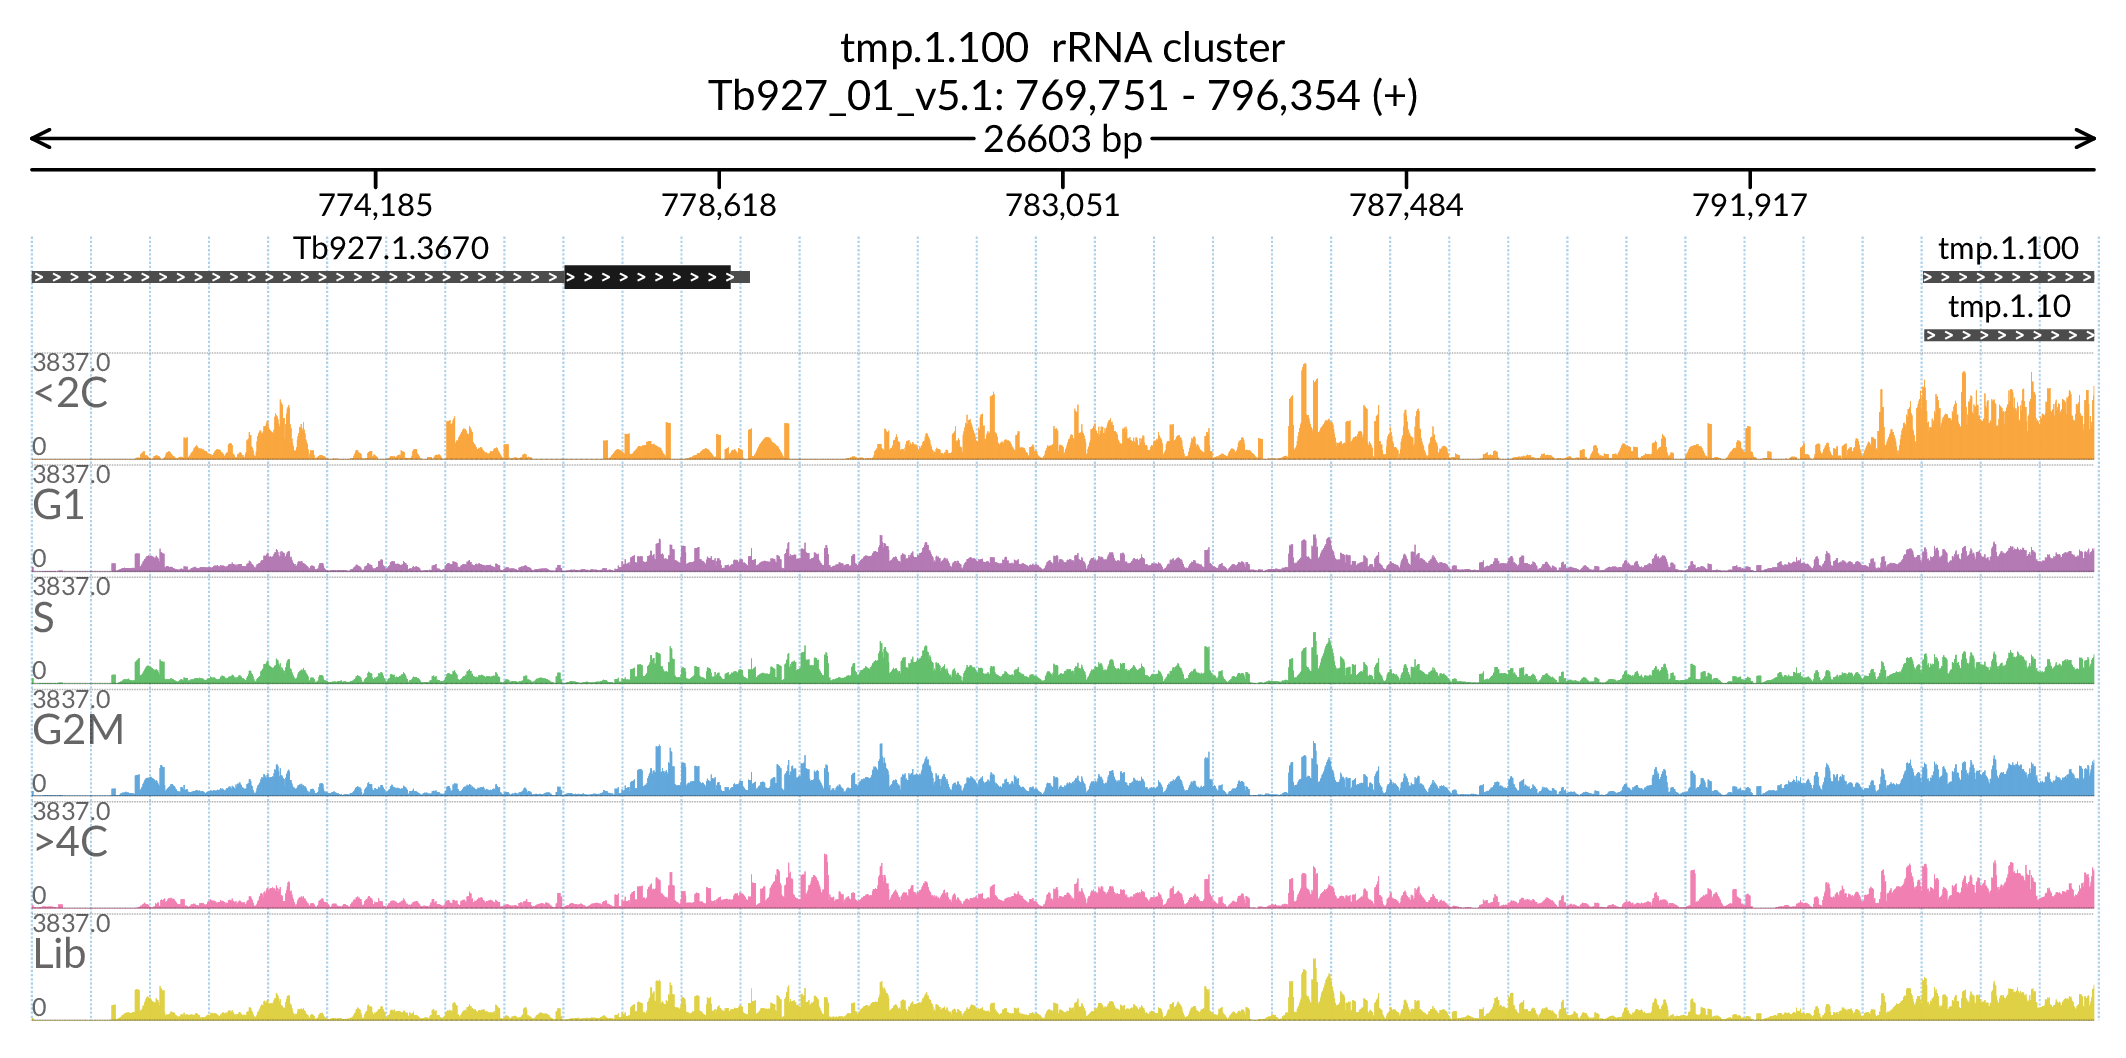 tmp.1.100  rRNA cluster
Tb927_01_v5.1: 769,751 - 796,354 (+)
26603 bp
774,185 778,618 783,051 787,484 791,917
Tb927.1.3670 tmp.1.100
tmp.1.10
3837.0
<2C
0
3837.0
G1
0
3837.0
S
0
3837.0
G2M
0
3837.0
>4C
0
3837.0
Lib
0